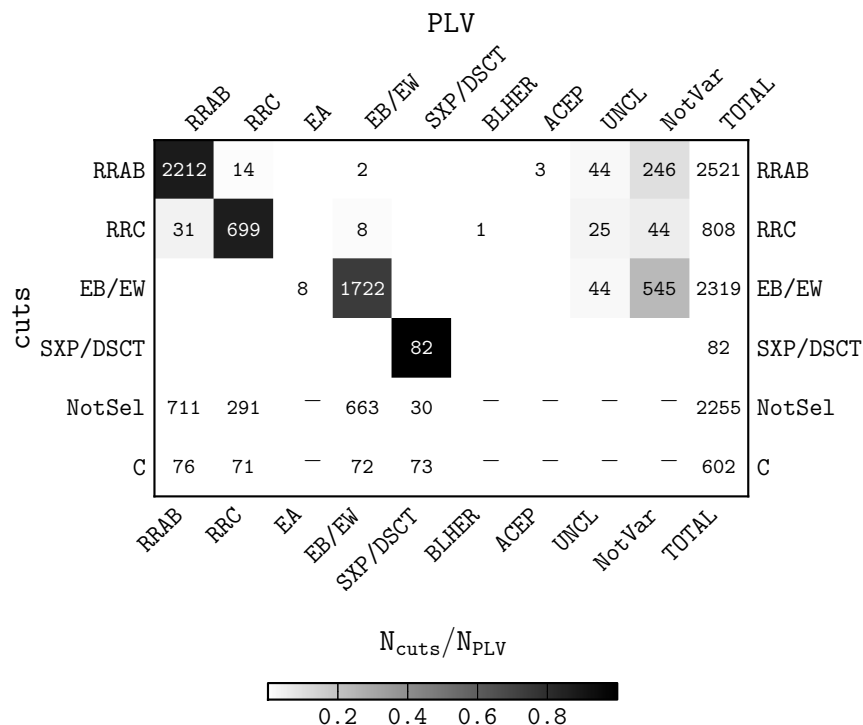 PLV
RRAB RRC EA EB/EW SXP/DSCT BLHER ACEP UNCL NotVar TOTAL
cuts
RRAB 2212 14 2 3 44 246 2521 RRAB
RRC 31 699 8 1 25 44 808 RRC
EB/EW 8 1722 44 545 2319 EB/EW
SXP/DSCT 82 82 SXP/DSCT
NotSel 711 291 — 663 30 — — — — 2255 NotSel
C 76 71 — 72 73 — — — — 602 C
RRAB RRC EA EB/EW SXP/DSCT BLHER ACEP UNCL NotVar TOTAL
N_cuts/N_PLV
0.2 0.4 0.6 0.8